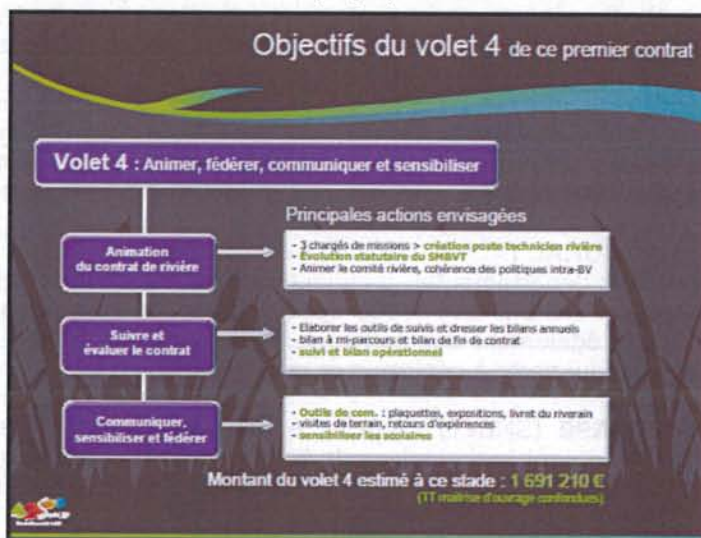 Objectifs du volet 4 de ce premier contrat
Volet 4 : Animer, fédérer, communiquer et sensibiliser
Principales actions envisagées
Animation
du contrat de rivière
- 3 chargés de missions > création poste technicien rivière
- Évolution statutaire du SMBVT
- Animer le comité rivière, cohérence des politiques intra-BV
Suivre et
évaluer le contrat
- Elaborer les outils de suivis et dresser les bilans annuels
- bilan à mi-parcours et bilan de fin de contrat
- suivi et bilan opérationnel
Communiquer,
sensibiliser et fédérer
- Outils de com. : plaquettes, expositions, livret du riverain
- visites de terrain, retours d'expériences
- sensibiliser les scolaires
Montant du volet 4 estimé à ce stade : 1 691 210 €
(TT maîtrise d'ouvrage confondues)